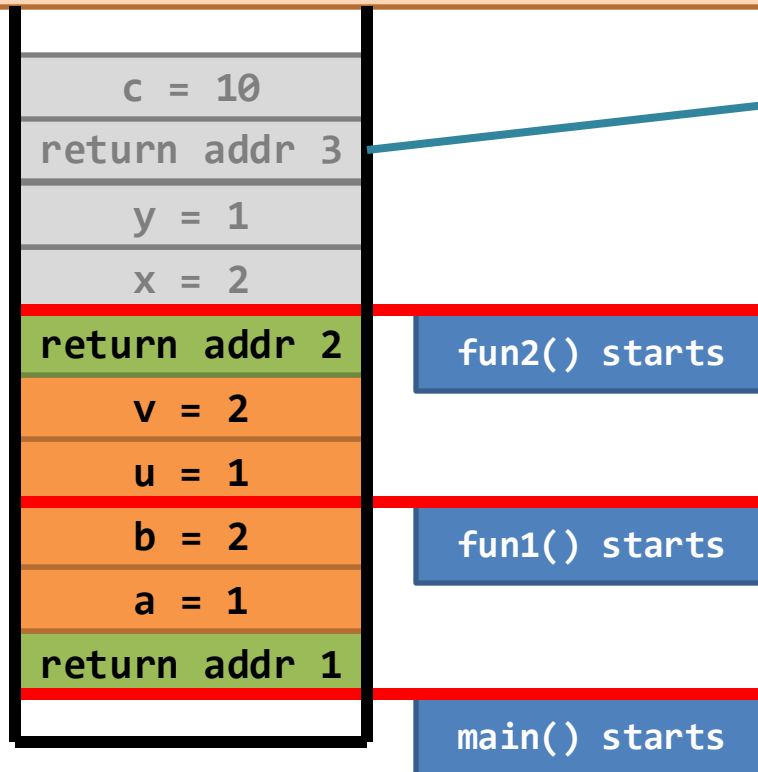 c = 10
return addr 3
y = 1
x = 2
return addr 2
fun2() starts
v = 2
u = 1
b = 2
fun1() starts
a = 1
return addr 1
main() starts